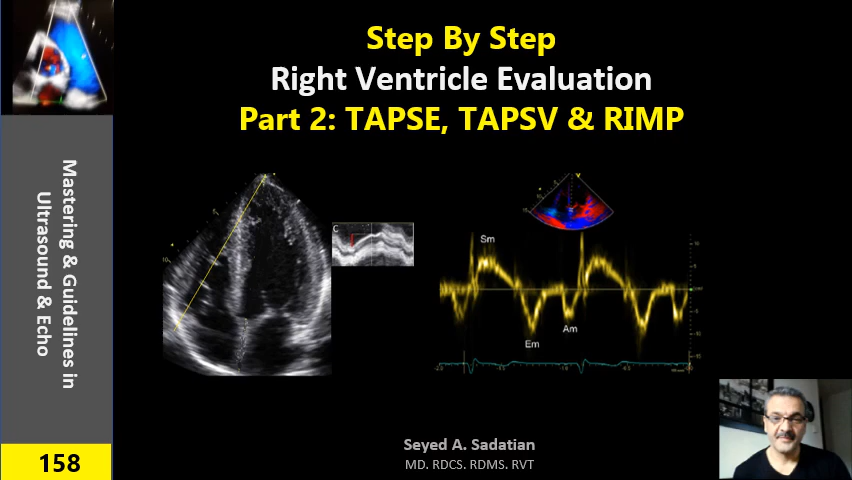 Step By Step
Right Ventricle Evaluation
Part 2: TAPSE, TAPSV & RIMP
Mastering & Guidelines in
Ultrasound & Echo
C
Sm
Em
Am
Seyed A. Sadatian
MD. RDCS. RDMS. RVT
158